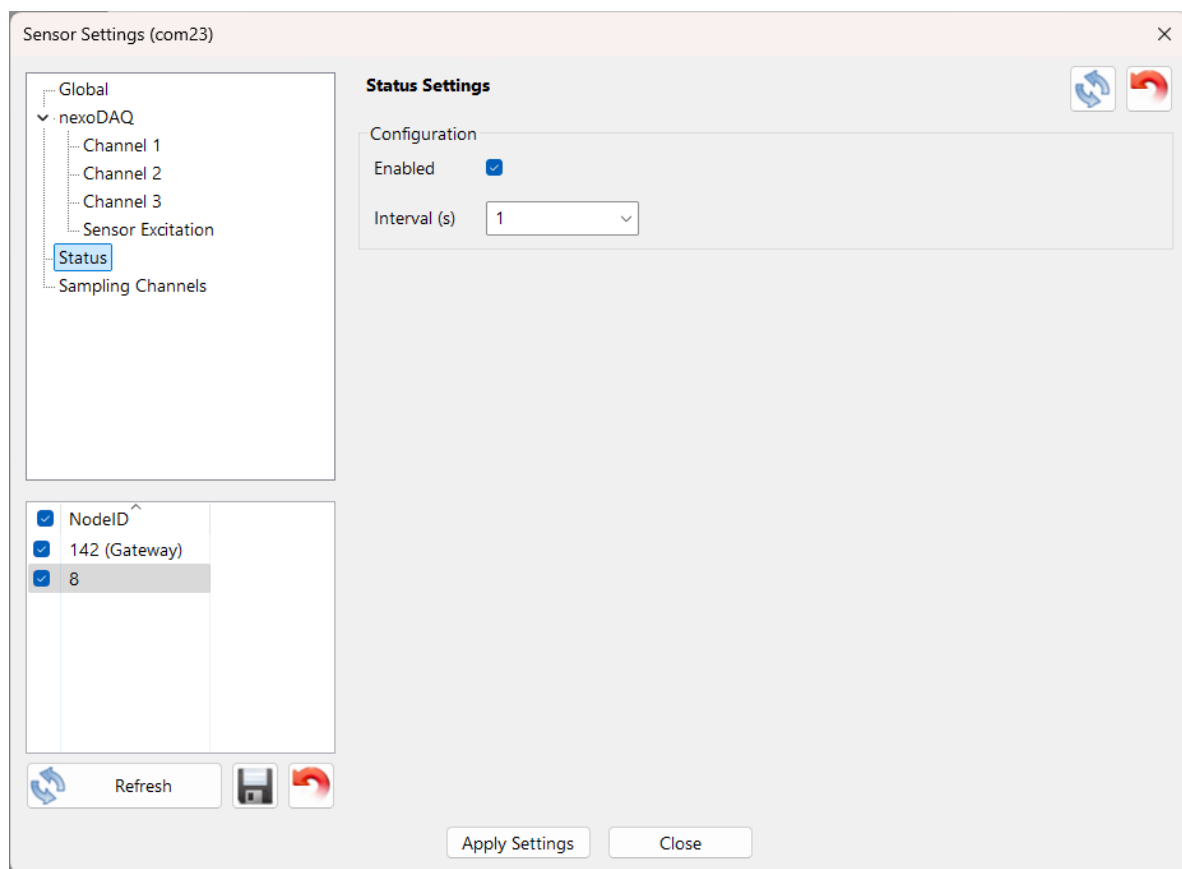 Sensor Settings (com23)
Global
nexoDAQ
Channel 1
Channel 2
Channel 3
Sensor Excitation
Status
Sampling Channels
Status Settings
Configuration
Enabled
Interval (s)
1
NodeID
142 (Gateway)
8
Refresh
Apply Settings
Close